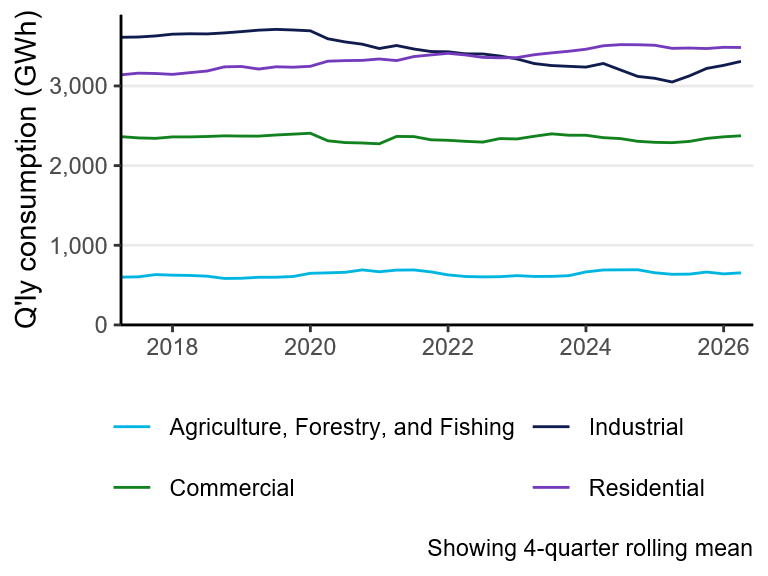 Q'ly consumption (GWh)
3,000
2,000
1,000
0
2018 2020 2022 2024 2026
Agriculture, Forestry, and Fishing Industrial
Commercial Residential
Showing 4-quarter rolling mean